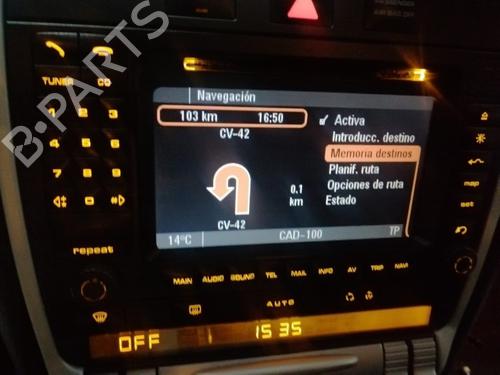 Navegación
103 km 16:50
CV-42
✓ Activa
Introducc. destino
Memoria destinos
Planif. ruta
Opciones de ruta
Estado
0.1
km
CV-42
14°C CAD-100 TP
TUNER CD
map
set
repeat
MAIN AUDIO SOUND TEL MAIL INFO AV TRIP NAVI
AUTO
OFF 15:35
B-PARTS